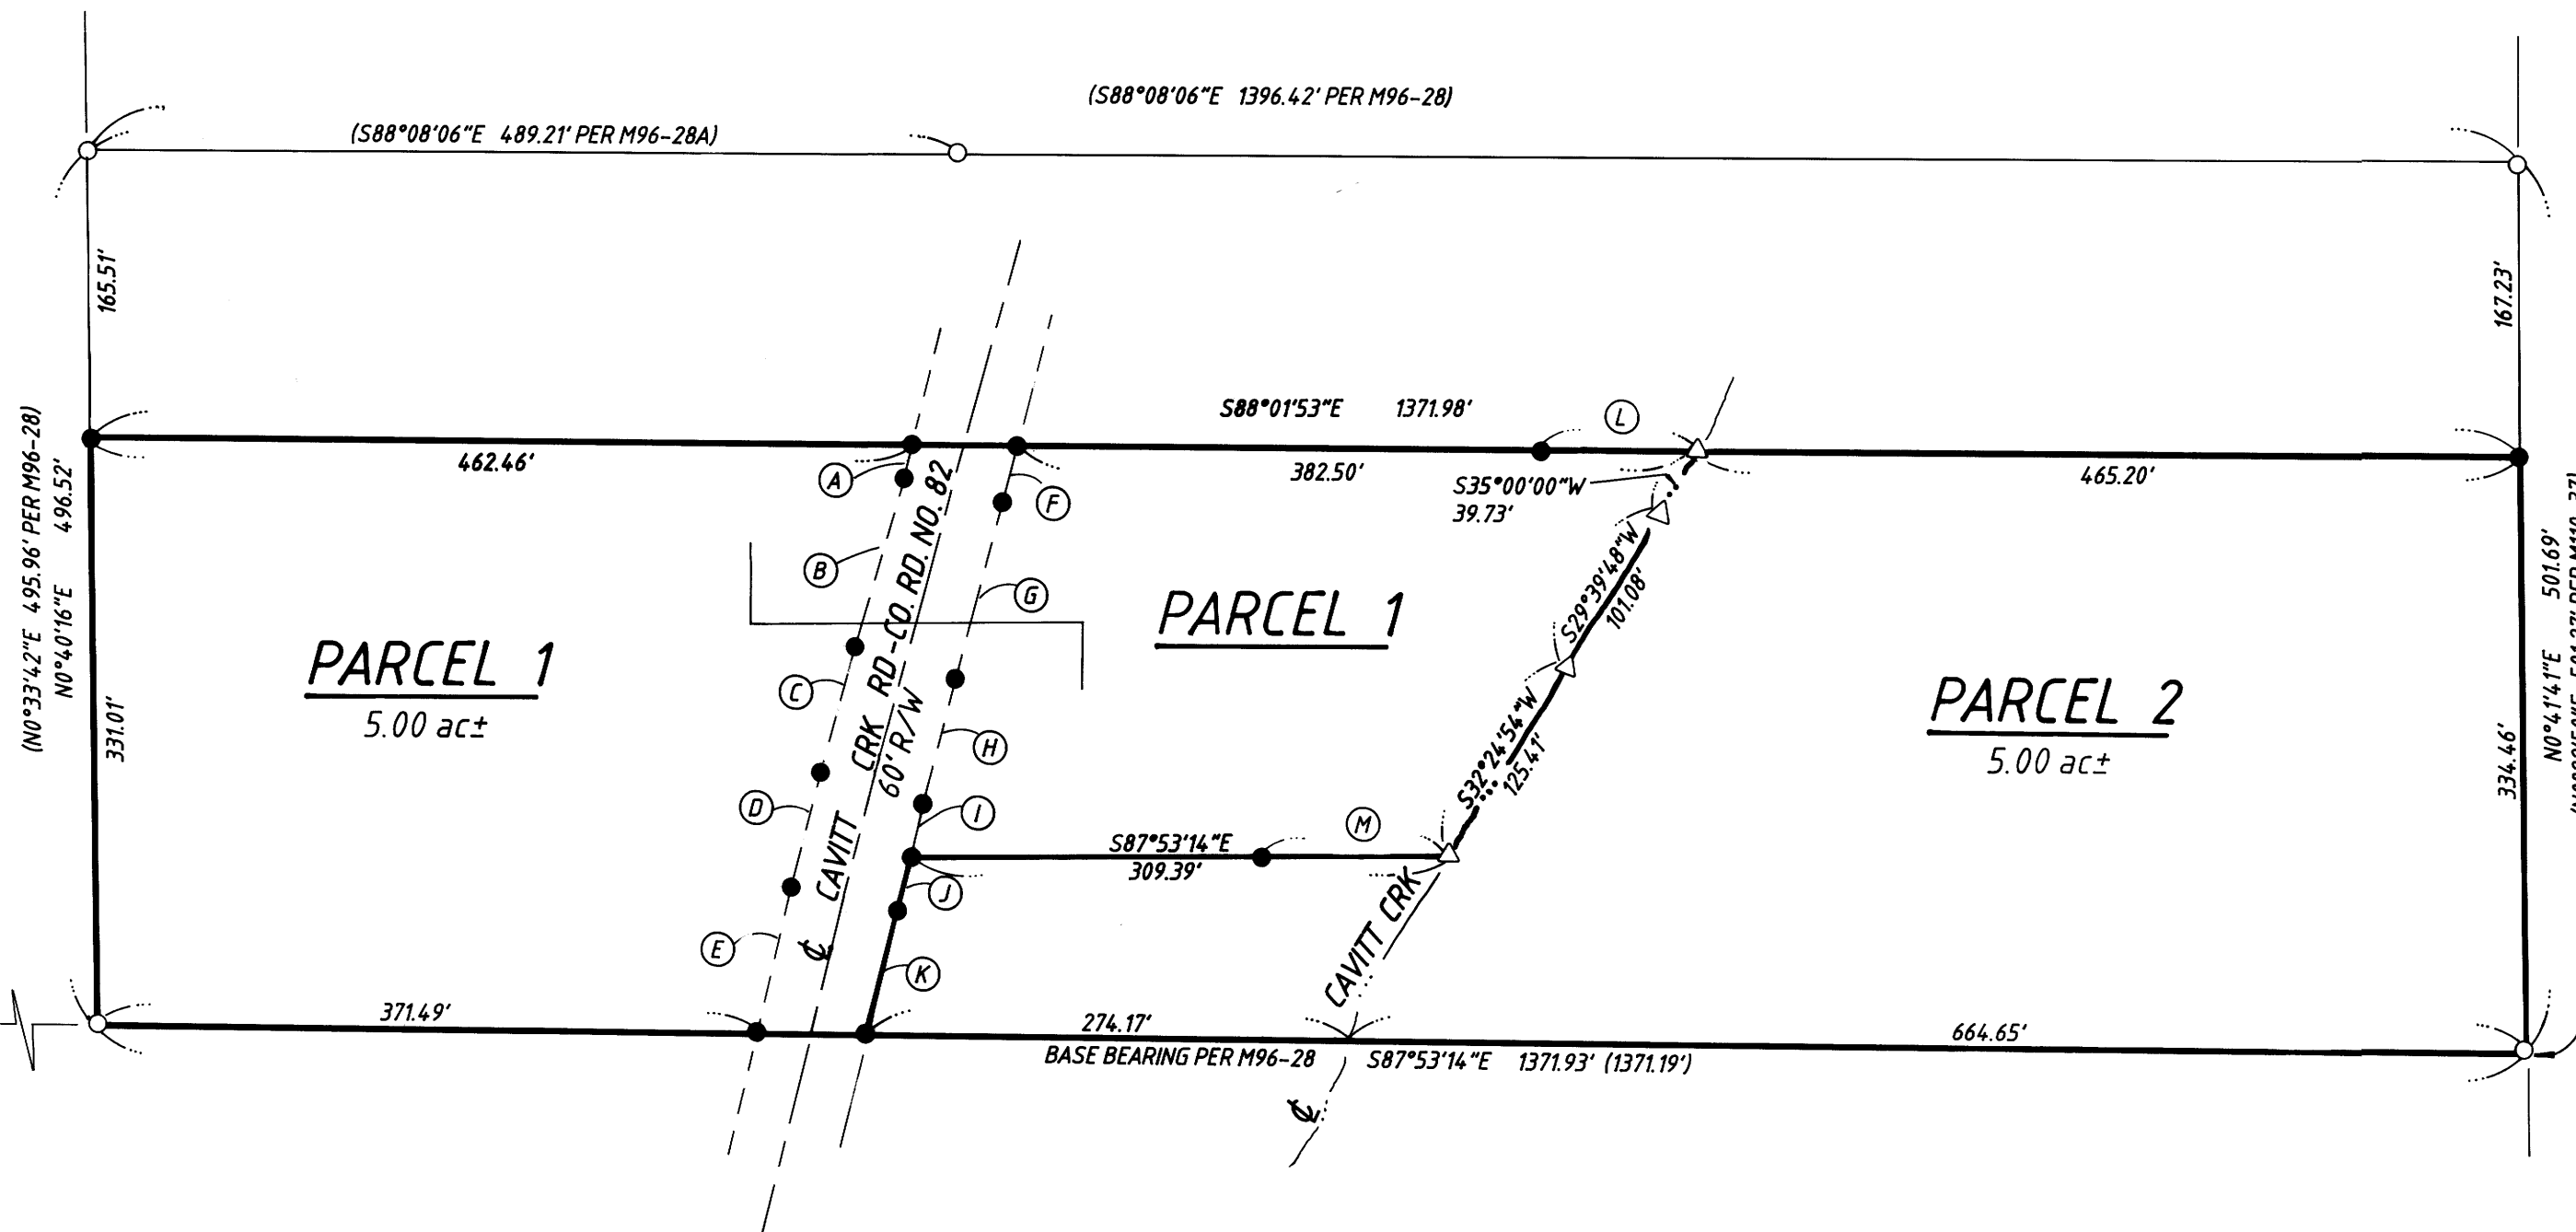 (S88°08'06"E 1396.42' PER M96-28)
(S88°08'06"E 489.21' PER M96-28A)
165.51'
167.23'
S88°01'53"E 1371.98'
L
462.46'
382.50'
465.20'
A
F
S35°00'00"W
39.73'
B
G
S29°39'48"W
101.08'
CAVITT CRK RD-CO. RD. NO. 82
60' R/W
(N0°33'42"E 495.96' PER M96-28)
N0°40'16"E 496.52'
331.01'
PARCEL 1
5.00 ac±
PARCEL 1
PARCEL 2
5.00 ac±
334.46'
N0°41'41"E 501.69'
C
H
S32°24'54"W
125.41'
D
I
M
S87°53'14"E
309.39'
J
E
K
℄
CAVITT CRK
371.49'
274.17'
664.65'
BASE BEARING PER M96-28 S87°53'14"E 1371.93' (1371.19')
℄